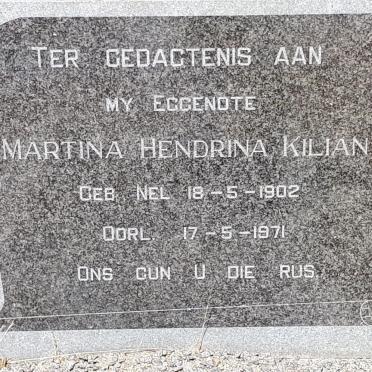 TER GEDAGTENIS AAN
MY EGGENOTE
MARTINA HENDRINA KILIAN
GEB. NEL 18-5-1902
OORL. 17-5-1971
ONS GUN U DIE RUS.